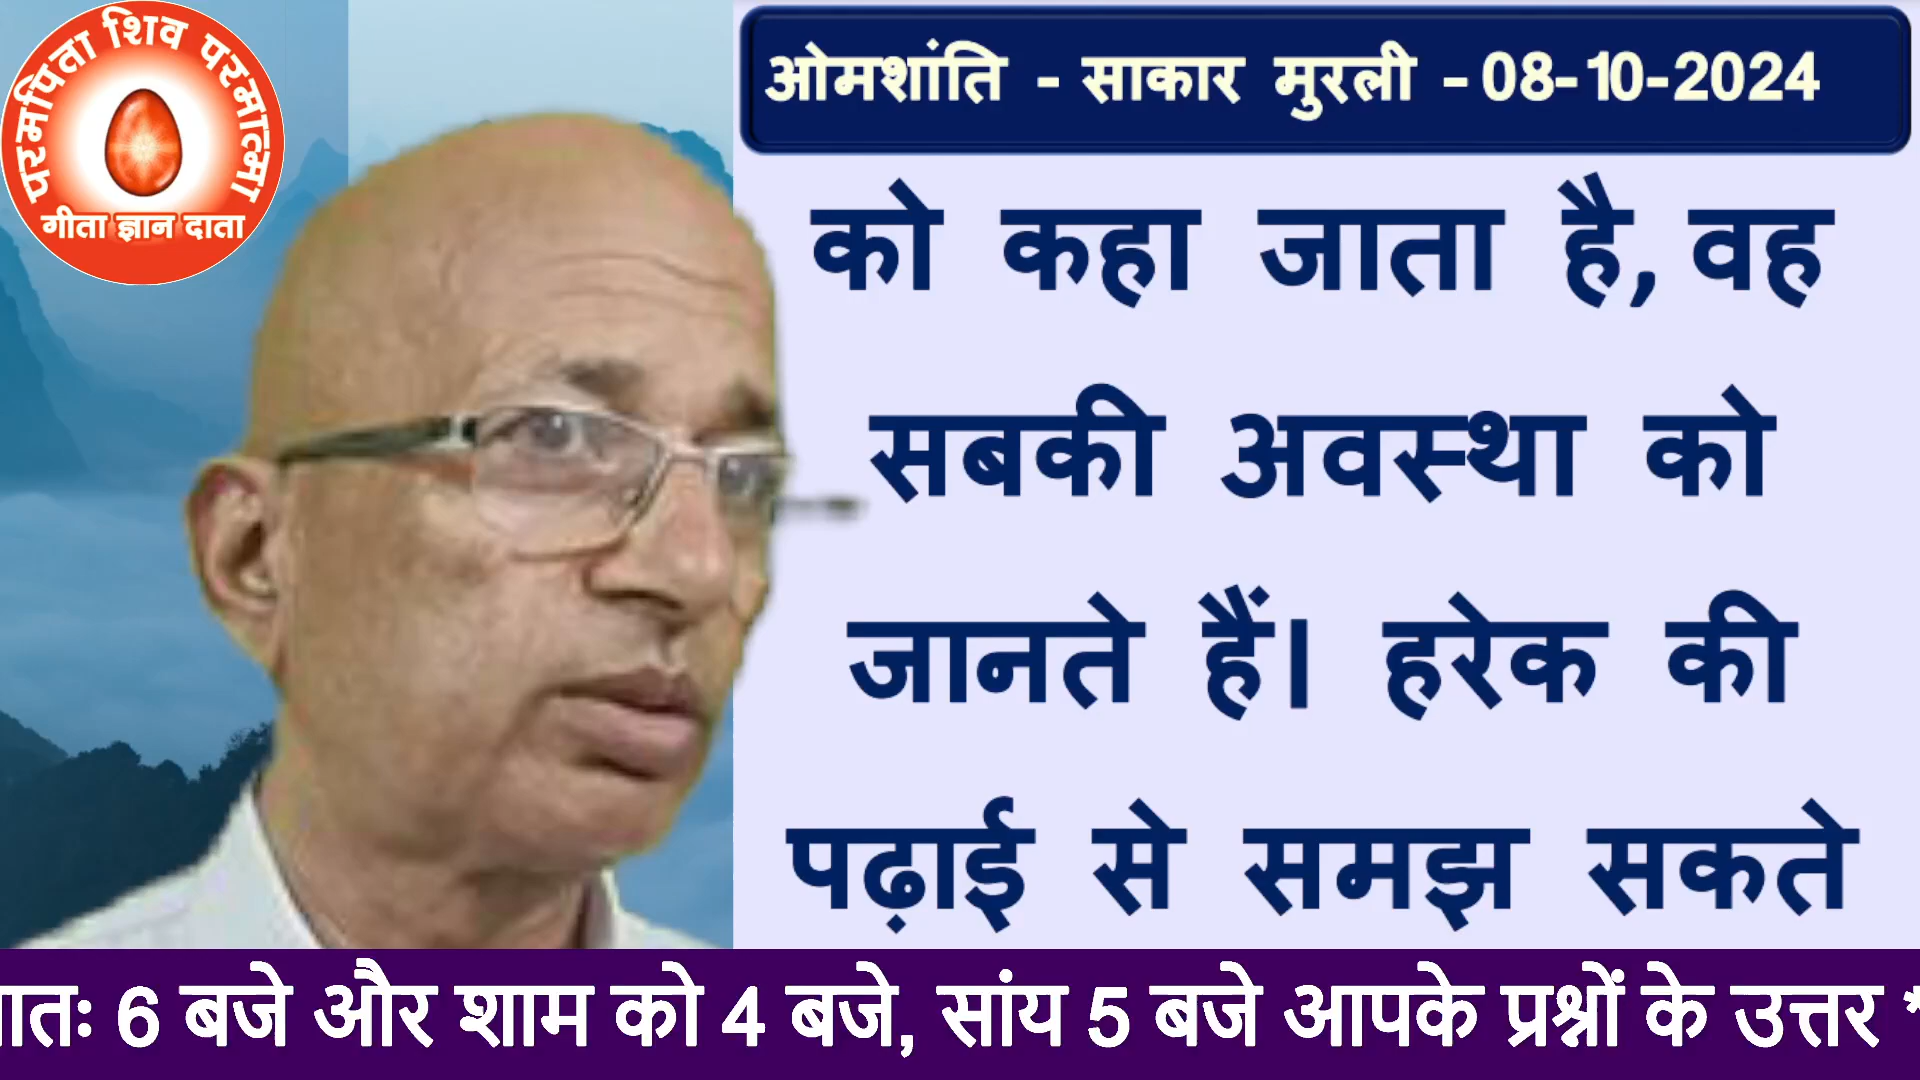 परमपिता शिव परमात्मा
गीता ज्ञान दाता
ओमशांति - साकार मुरली - 08-10-2024
को कहा जाता है, वह
सबकी अवस्था को
जानते हैं। हरेक की
पढ़ाई से समझ सकते
6 बजे और शाम को 4 बजे, सांय 5 बजे आपके प्रश्नों के उत्तर *